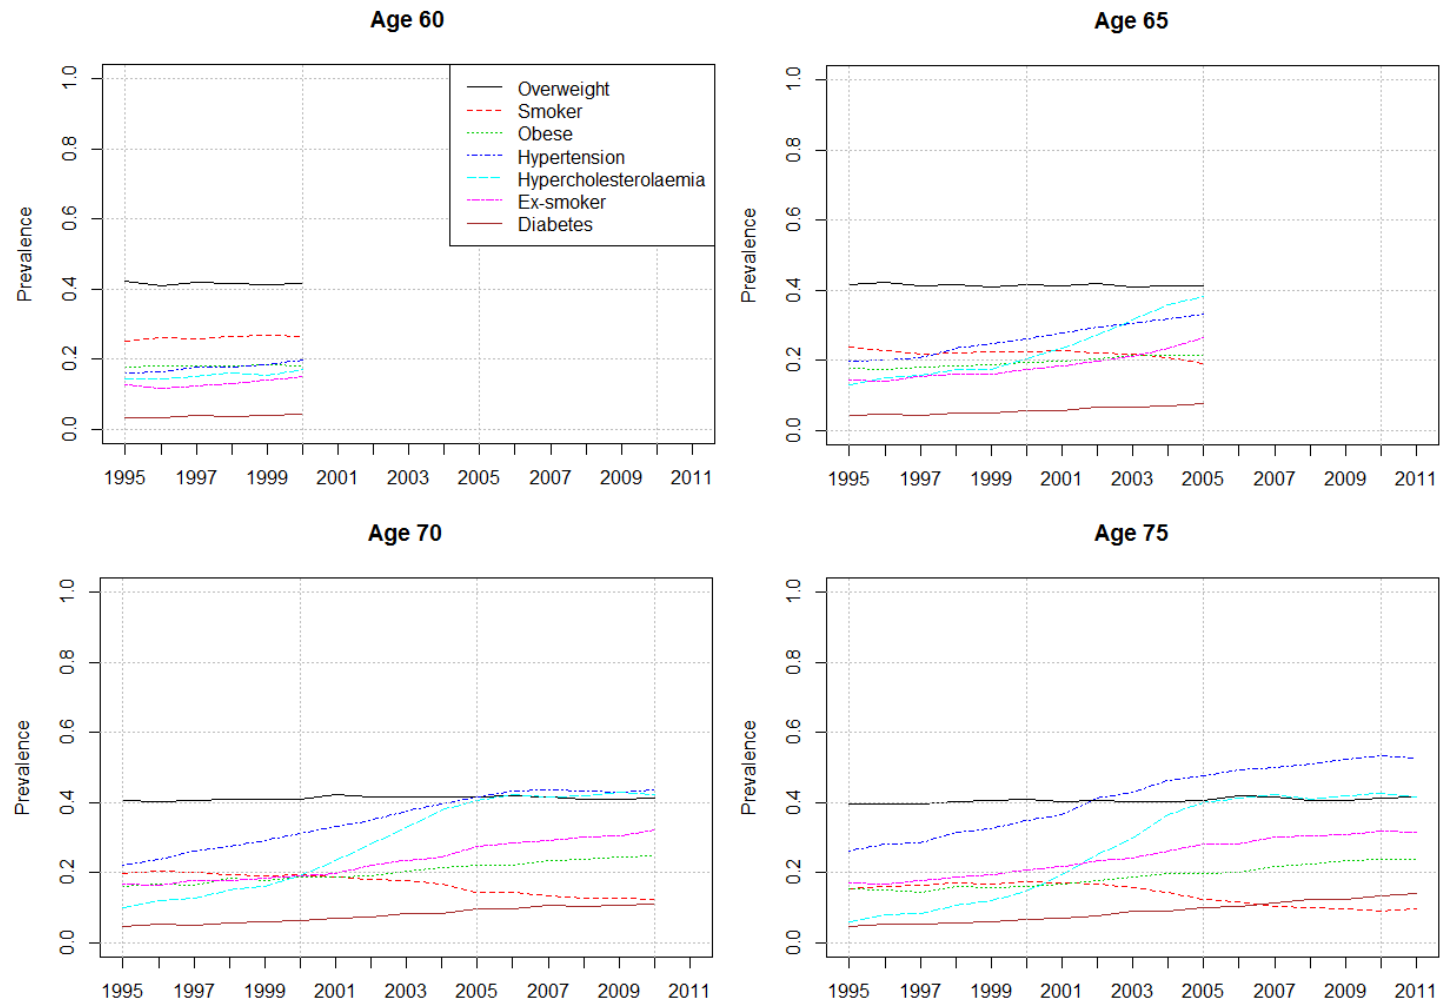 Age 60
Prevalence
0.0 0.2 0.4 0.6 0.8 1.0
Overweight
Smoker
Obese
Hypertension
Hypercholesterolaemia
Ex-smoker
Diabetes
1995 1997 1999 2001 2003 2005 2007 2009 2011
Age 65
Prevalence
0.0 0.2 0.4 0.6 0.8 1.0
1995 1997 1999 2001 2003 2005 2007 2009 2011
Age 70
Prevalence
0.0 0.2 0.4 0.6 0.8 1.0
1995 1997 1999 2001 2003 2005 2007 2009 2011
Age 75
Prevalence
0.0 0.2 0.4 0.6 0.8 1.0
1995 1997 1999 2001 2003 2005 2007 2009 2011